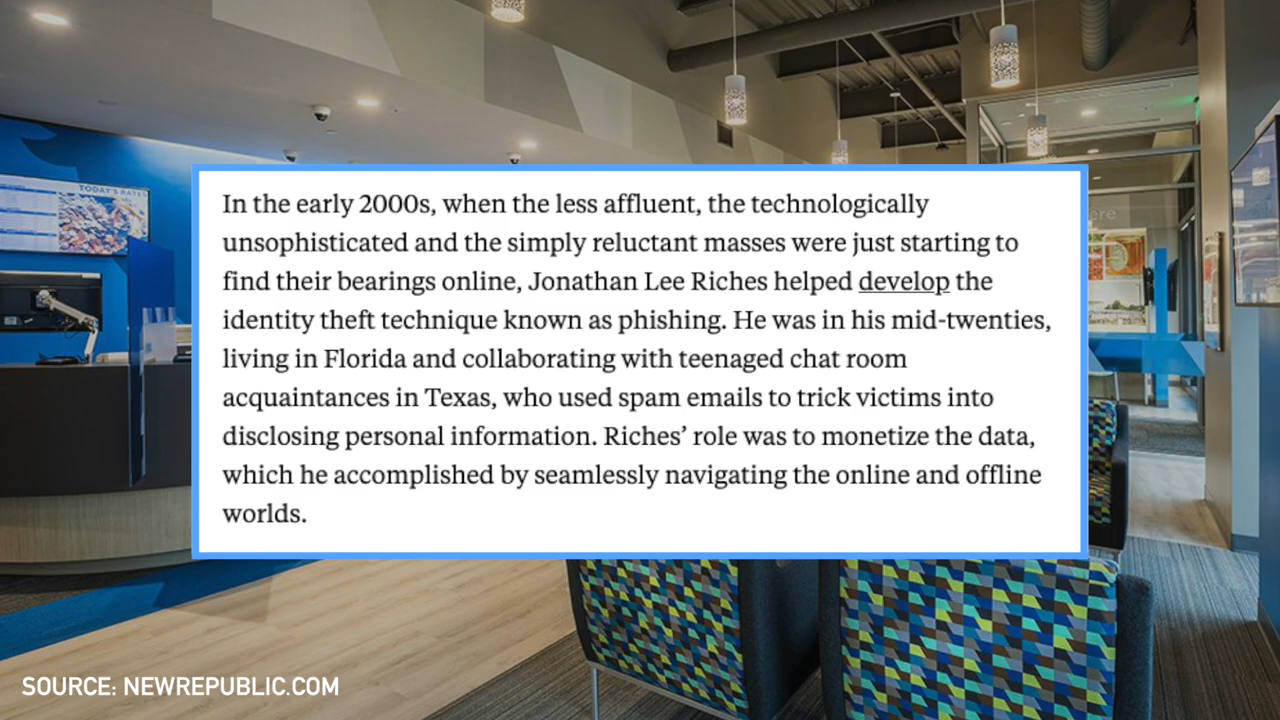 TODAY'S RATES
In the early 2000s, when the less affluent, the technologically
unsophisticated and the simply reluctant masses were just starting to
find their bearings online, Jonathan Lee Riches helped develop the
identity theft technique known as phishing. He was in his mid-twenties,
living in Florida and collaborating with teenaged chat room
acquaintances in Texas, who used spam emails to trick victims into
disclosing personal information. Riches’ role was to monetize the data,
which he accomplished by seamlessly navigating the online and offline
worlds.
SOURCE: NEWREPUBLIC.COM